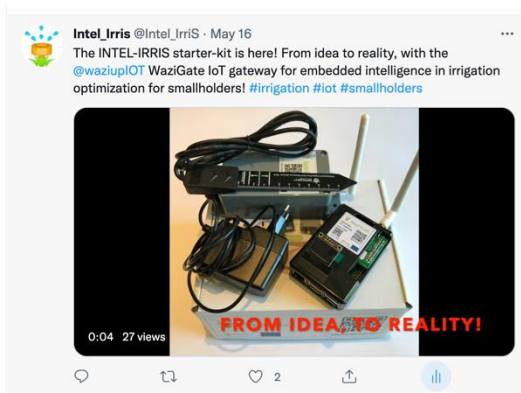 Intel_Irris @Intel_IrriS · May 16
The INTEL-IRRIS starter-kit is here! From idea to reality, with the
@waziupIOT WaziGate IoT gateway for embedded intelligence in irrigation
optimization for smallholders! #irrigation #iot #smallholders
FROM IDEA, TO REALITY!
0:04 27 views
2